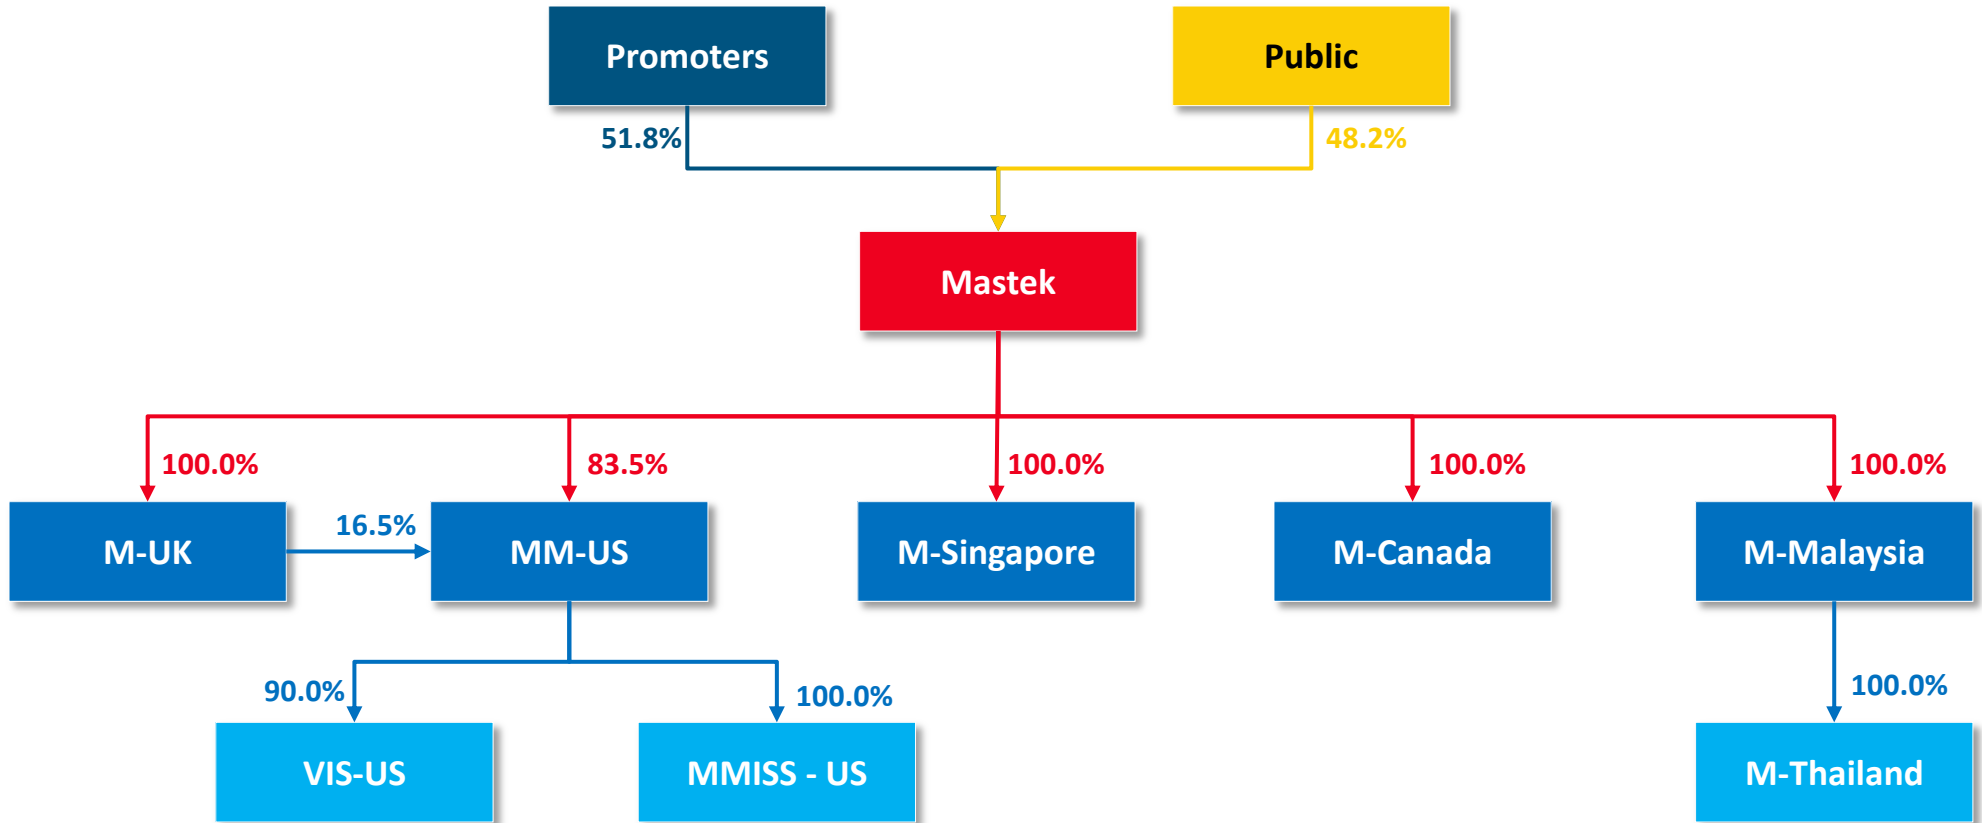 Promoters
Public
51.8%
48.2%
Mastek
100.0%
83.5%
100.0%
100.0%
100.0%
M-UK
16.5%
MM-US
M-Singapore
M-Canada
M-Malaysia
90.0%
100.0%
100.0%
VIS-US
MMISS - US
M-Thailand